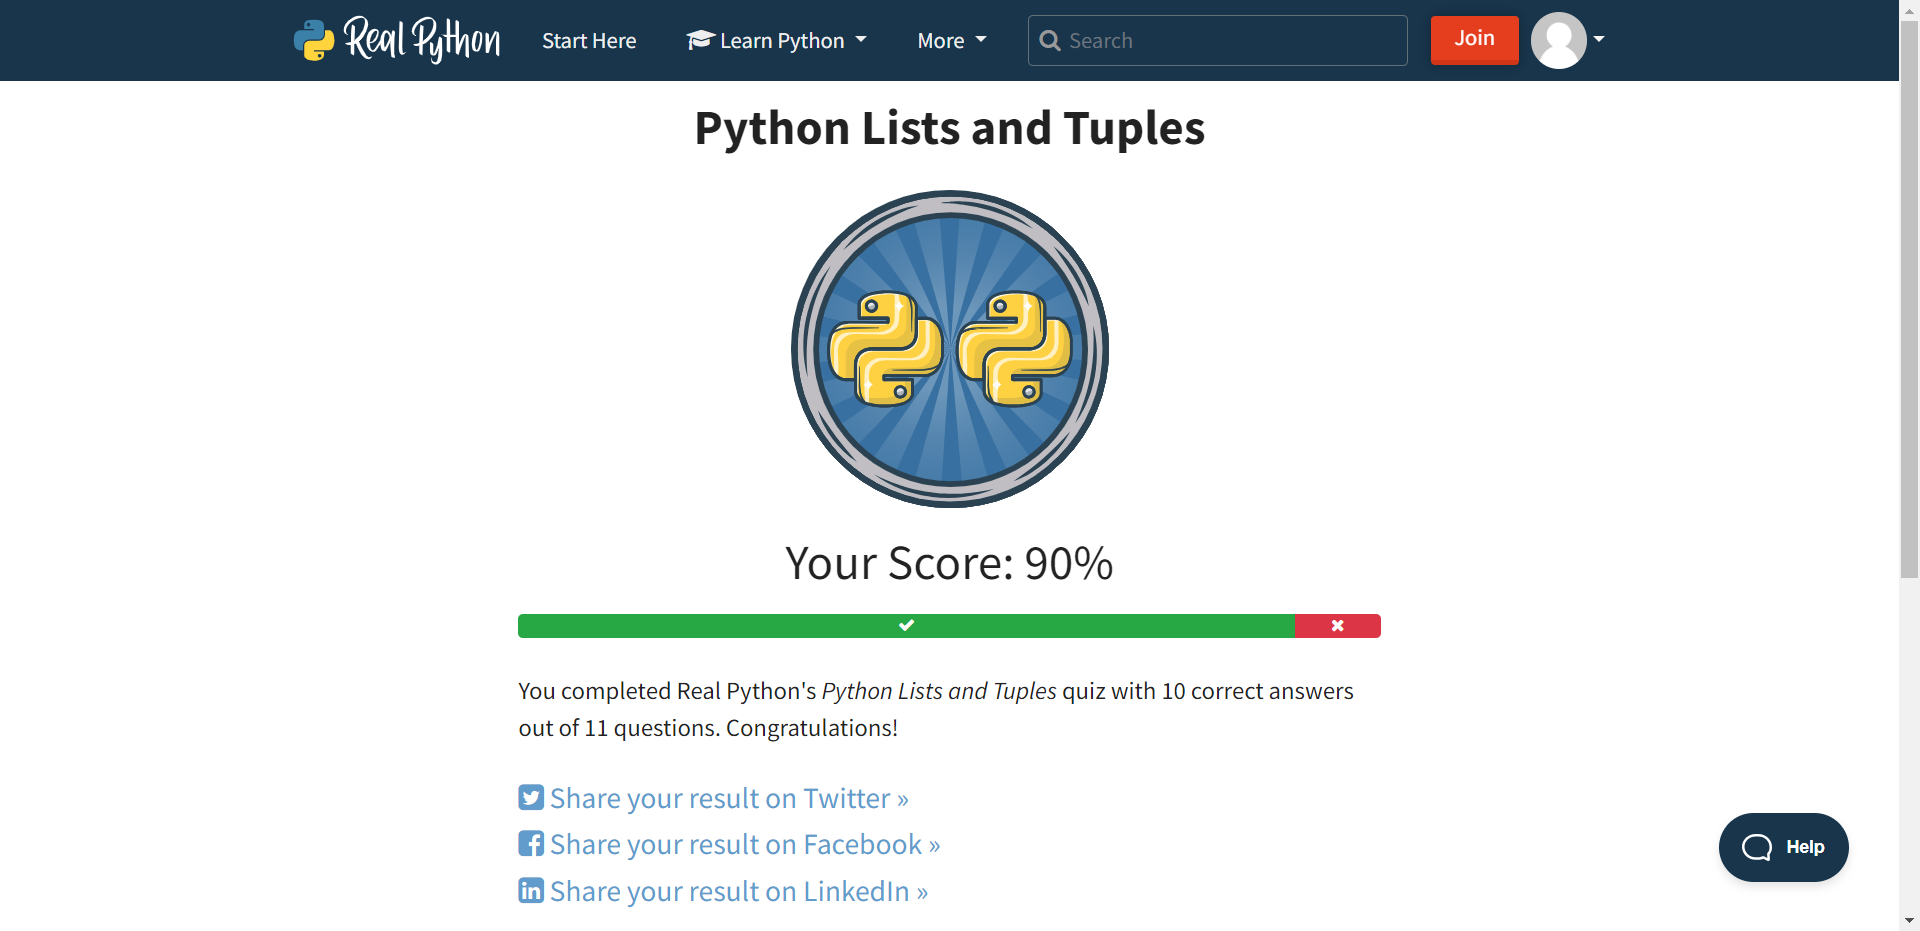 Real Python
Start Here
Learn Python
More
Search
Join
Python Lists and Tuples
Your Score: 90%
You completed Real Python's Python Lists and Tuples quiz with 10 correct answers
out of 11 questions. Congratulations!
Share your result on Twitter »
Share your result on Facebook »
Share your result on LinkedIn »
Help